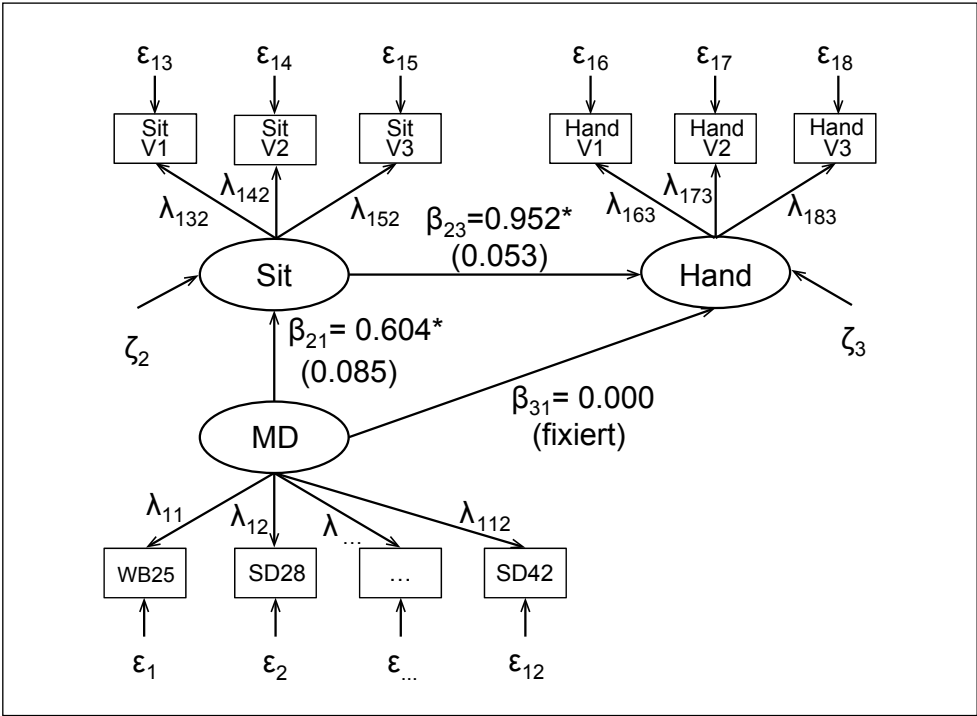 ε13 ε14 ε15 ε16 ε17 ε18
Sit
V1
Sit
V2
Sit
V3
Hand
V1
Hand
V2
Hand
V3
λ132
λ142
λ152
λ163
λ173
λ183
β23=0.952*
(0.053)
Sit
Hand
ζ2
ζ3
β21= 0.604*
(0.085)
β31= 0.000
(fixiert)
MD
λ11
λ12
λ ...
λ112
WB25
SD28
...
SD42
ε1
ε2
ε...
ε12